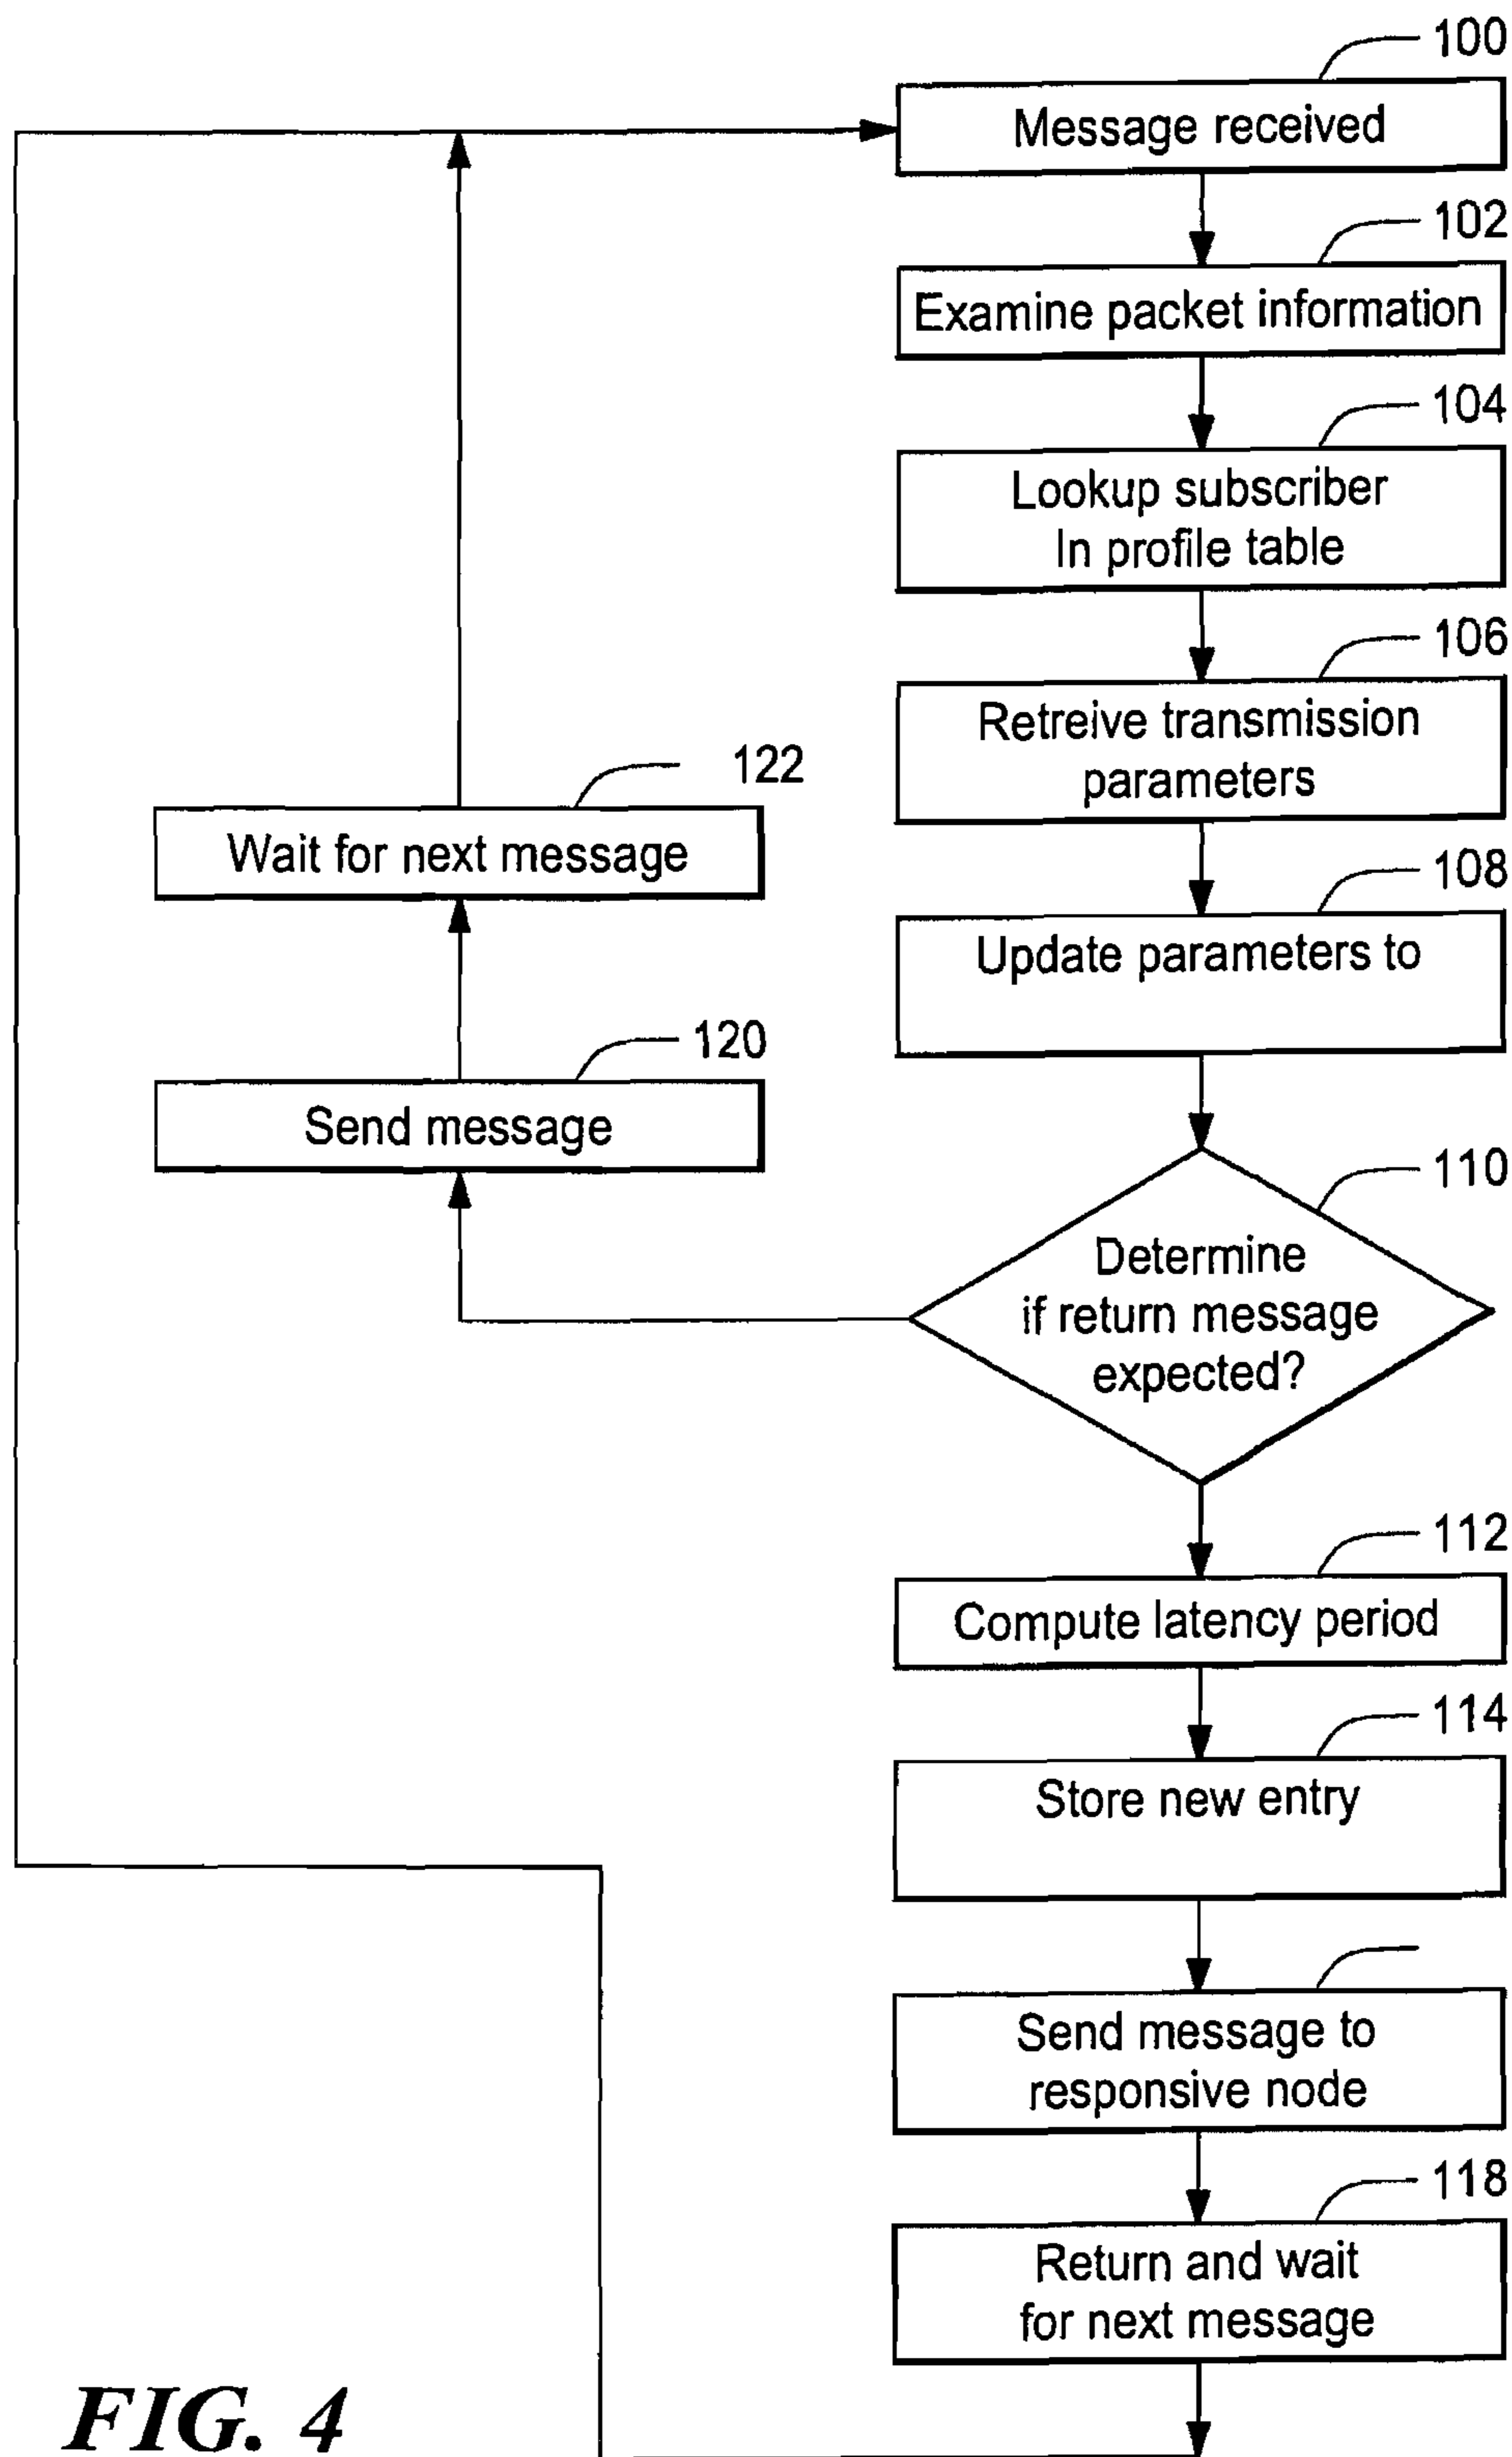 100
Message received
102
Examine packet information
104
Lookup subscriber
In profile table
106
Retreive transmission
parameters
108
Update parameters to
110
Determine
if return message
expected?
112
Compute latency period
114
Store new entry
Send message to
responsive node
118
Return and wait
for next message
122
Wait for next message
120
Send message
FIG. 4